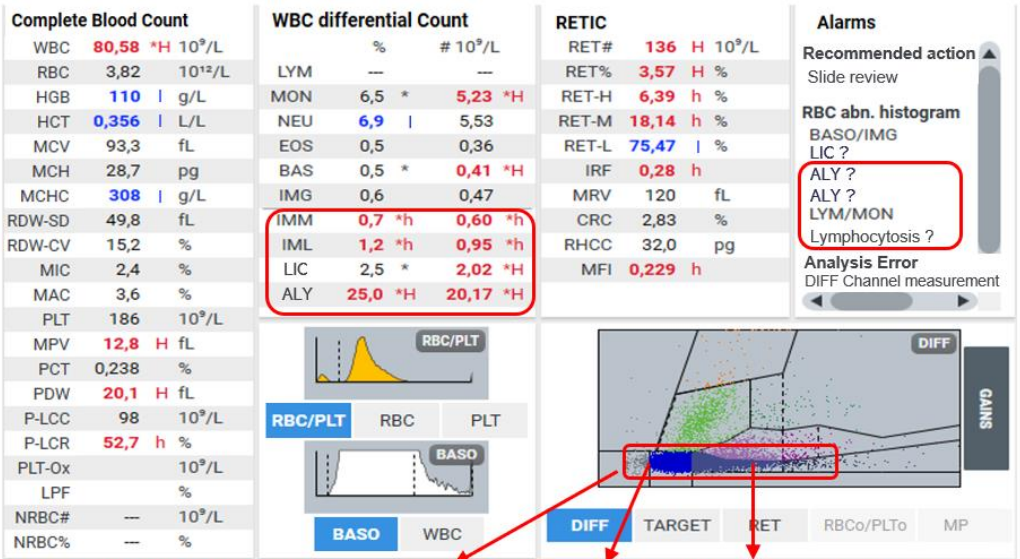 Complete Blood Count
WBC 80,58 *H 10⁹/L
RBC 3,82 10¹²/L
HGB 110 l g/L
HCT 0,356 l L/L
MCV 93,3 fL
MCH 28,7 pg
MCHC 308 l g/L
RDW-SD 49,8 fL
RDW-CV 15,2 %
MIC 2,4 %
MAC 3,6 %
PLT 186 10⁹/L
MPV 12,8 H fL
PCT 0,238 %
PDW 20,1 H fL
P-LCC 98 10⁹/L
P-LCR 52,7 h %
PLT-Ox 10⁹/L
LPF %
NRBC# --- 10⁹/L
NRBC% --- %
WBC differential Count
% # 10⁹/L
LYM --- ---
MON 6,5 * 5,23 *H
NEU 6,9 l 5,53
EOS 0,5 0,36
BAS 0,5 * 0,41 *H
IMG 0,6 0,47
IMM 0,7 *h 0,60 *h
IML 1,2 *h 0,95 *h
LIC 2,5 * 2,02 *H
ALY 25,0 *H 20,17 *H
RETIC
RET# 136 H 10⁹/L
RET% 3,57 H %
RET-H 6,39 h %
RET-M 18,14 h %
RET-L 75,47 l %
IRF 0,28 h
MRV 120 fL
CRC 2,83 %
RHCC 32,0 pg
MFI 0,229 h
Alarms
Recommended action
Slide review
RBC abn. histogram
BASO/IMG
LIC ?
ALY ?
ALY ?
LYM/MON
Lymphocytosis ?
Analysis Error
DIFF Channel measurement
RBC/PLT
RBC/PLT RBC PLT
BASO
BASO WBC
DIFF
GAINS
DIFF TARGET RET RBCo/PLTo MP